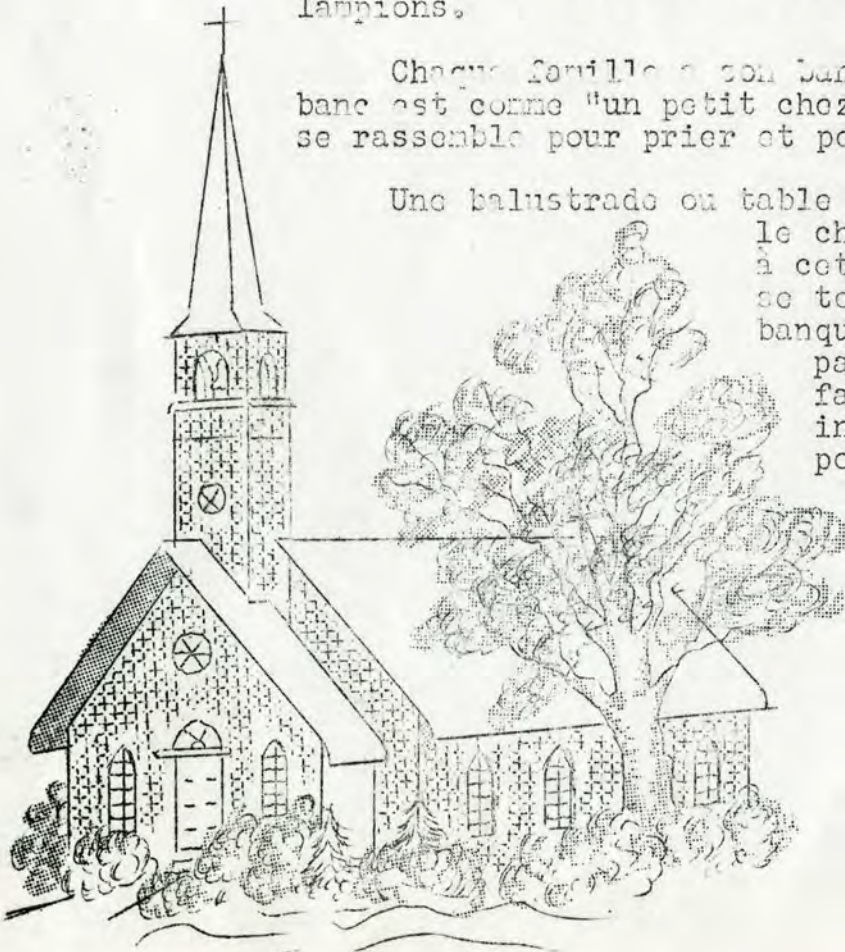 lampions.
Chaque famille a son ban
banc est comme "un petit chez
se rassemble pour prier et po
Une balustrade ou table
le ch
à cet
se to
banqu
pa
fa
in
po